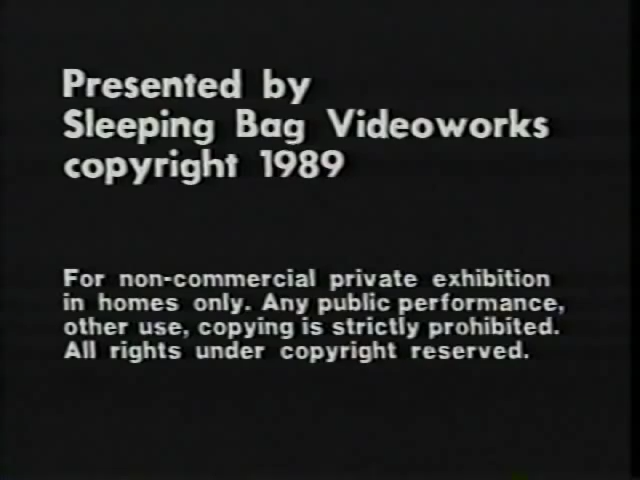 Presented by
Sleeping Bag Videoworks
copyright 1989
For non-commercial private exhibition
in homes only. Any public performance,
other use, copying is strictly prohibited.
All rights under copyright reserved.